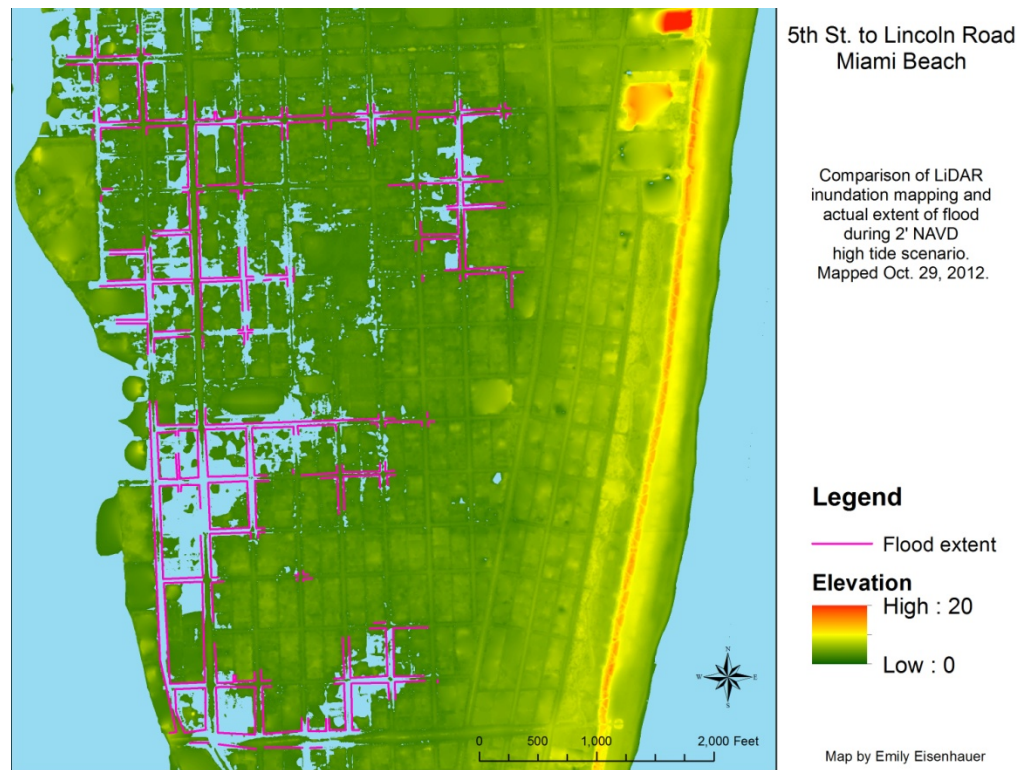 5th St. to Lincoln Road
Miami Beach
Comparison of LiDAR
inundation mapping and
actual extent of flood
during 2' NAVD
high tide scenario.
Mapped Oct. 29, 2012.
Legend
Flood extent
Elevation
High : 20
Low : 0
N
W E
S
0 500 1,000 2,000 Feet
Map by Emily Eisenhauer